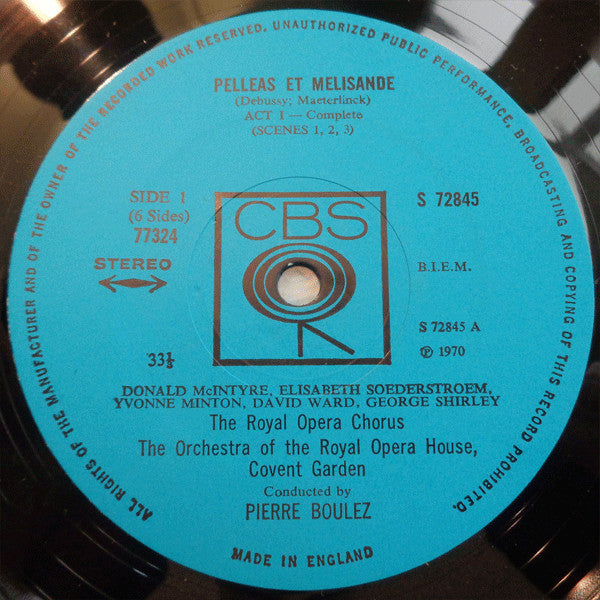 ALL RIGHTS OF THE MANUFACTURER AND OF THE OWNER OF THE RECORDED WORK RESERVED. UNAUTHORIZED PUBLIC PERFORMANCE, BROADCASTING AND COPYING OF THIS RECORD PROHIBITED.
PELLEAS ET MELISANDE
(Debussy; Maeterlinck)
ACT I — Complete
(SCENES 1, 2, 3)
SIDE 1
(6 Sides)
77324
STEREO
S 72845
CBS
B.I.E.M.
33⅓
S 72845 A
℗ 1970
DONALD McINTYRE, ELISABETH SOEDERSTROEM,
YVONNE MINTON, DAVID WARD, GEORGE SHIRLEY
The Royal Opera Chorus
The Orchestra of the Royal Opera House,
Covent Garden
Conducted by
PIERRE BOULEZ
MADE IN ENGLAND